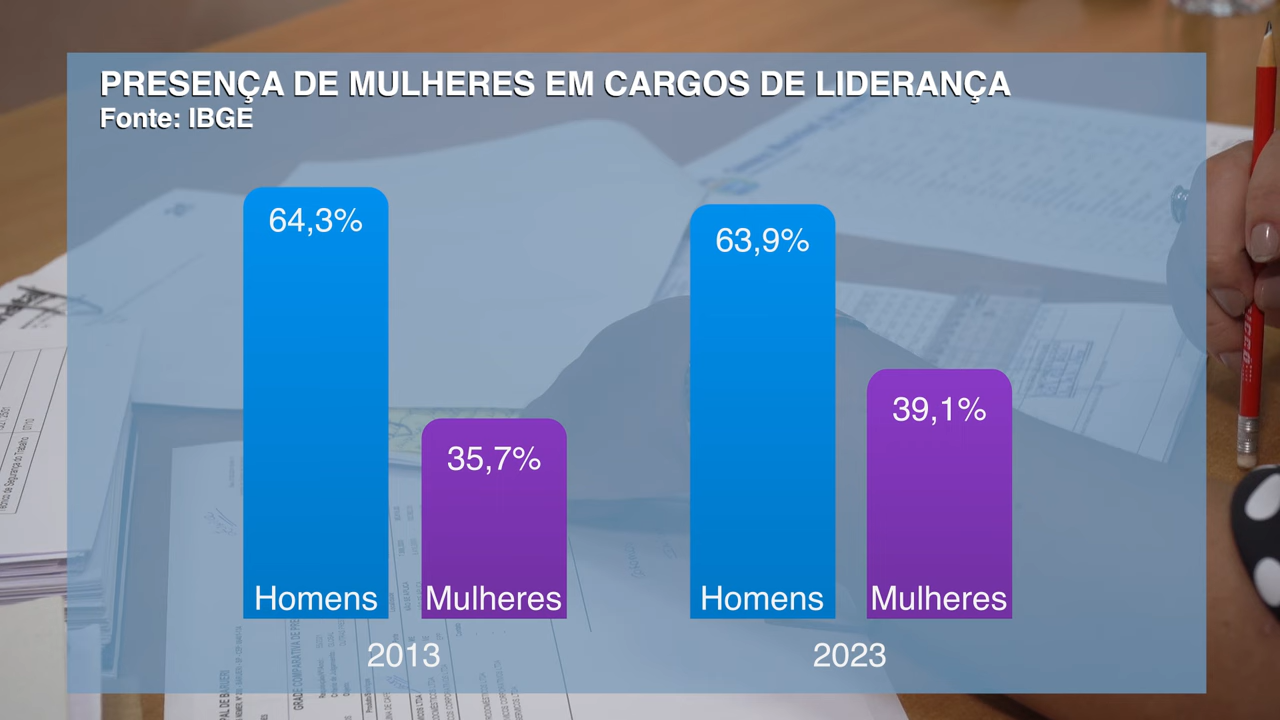 PRESENÇA DE MULHERES EM CARGOS DE LIDERANÇA
Fonte: IBGE
64,3%
35,7%
63,9%
39,1%
Homens
Mulheres
Homens
Mulheres
2013
2023